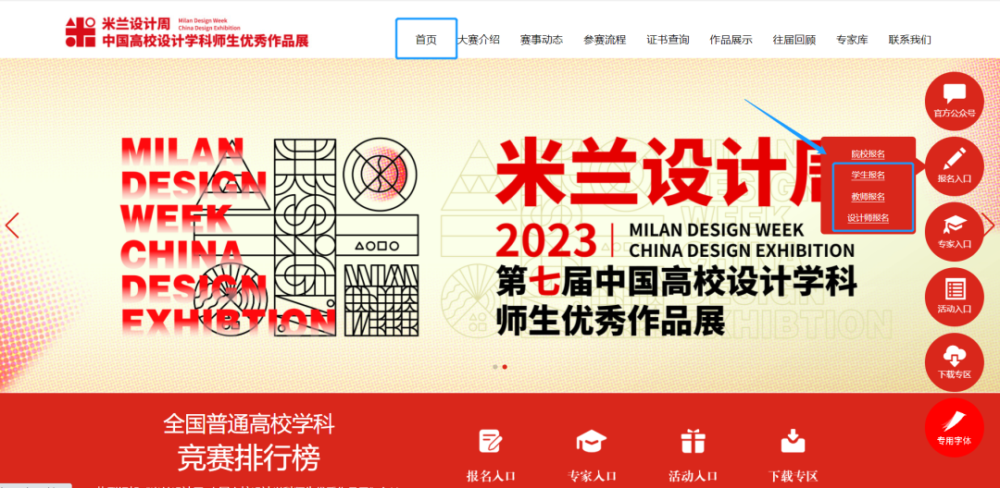 米兰设计周
Milan Design Week
China Design Exhibition
中国高校设计学科师生优秀作品展
首页
大赛介绍
赛事动态
参赛流程
证书查询
作品展示
往届回顾
专家库
联系我们
MILAN
DESIGN
WEEK
CHINA
DESIGN
EXHIBTION
米兰设计周
2023
MILAN DESIGN WEEK
CHINA DESIGN EXHIBITION
第七届中国高校设计学科
师生优秀作品展
院校报名
学生报名
教师报名
设计师报名
官方公众号
报名入口
专家入口
活动入口
下载专区
专用字体
全国普通高校学科
竞赛排行榜
报名入口
专家入口
活动入口
下载专区